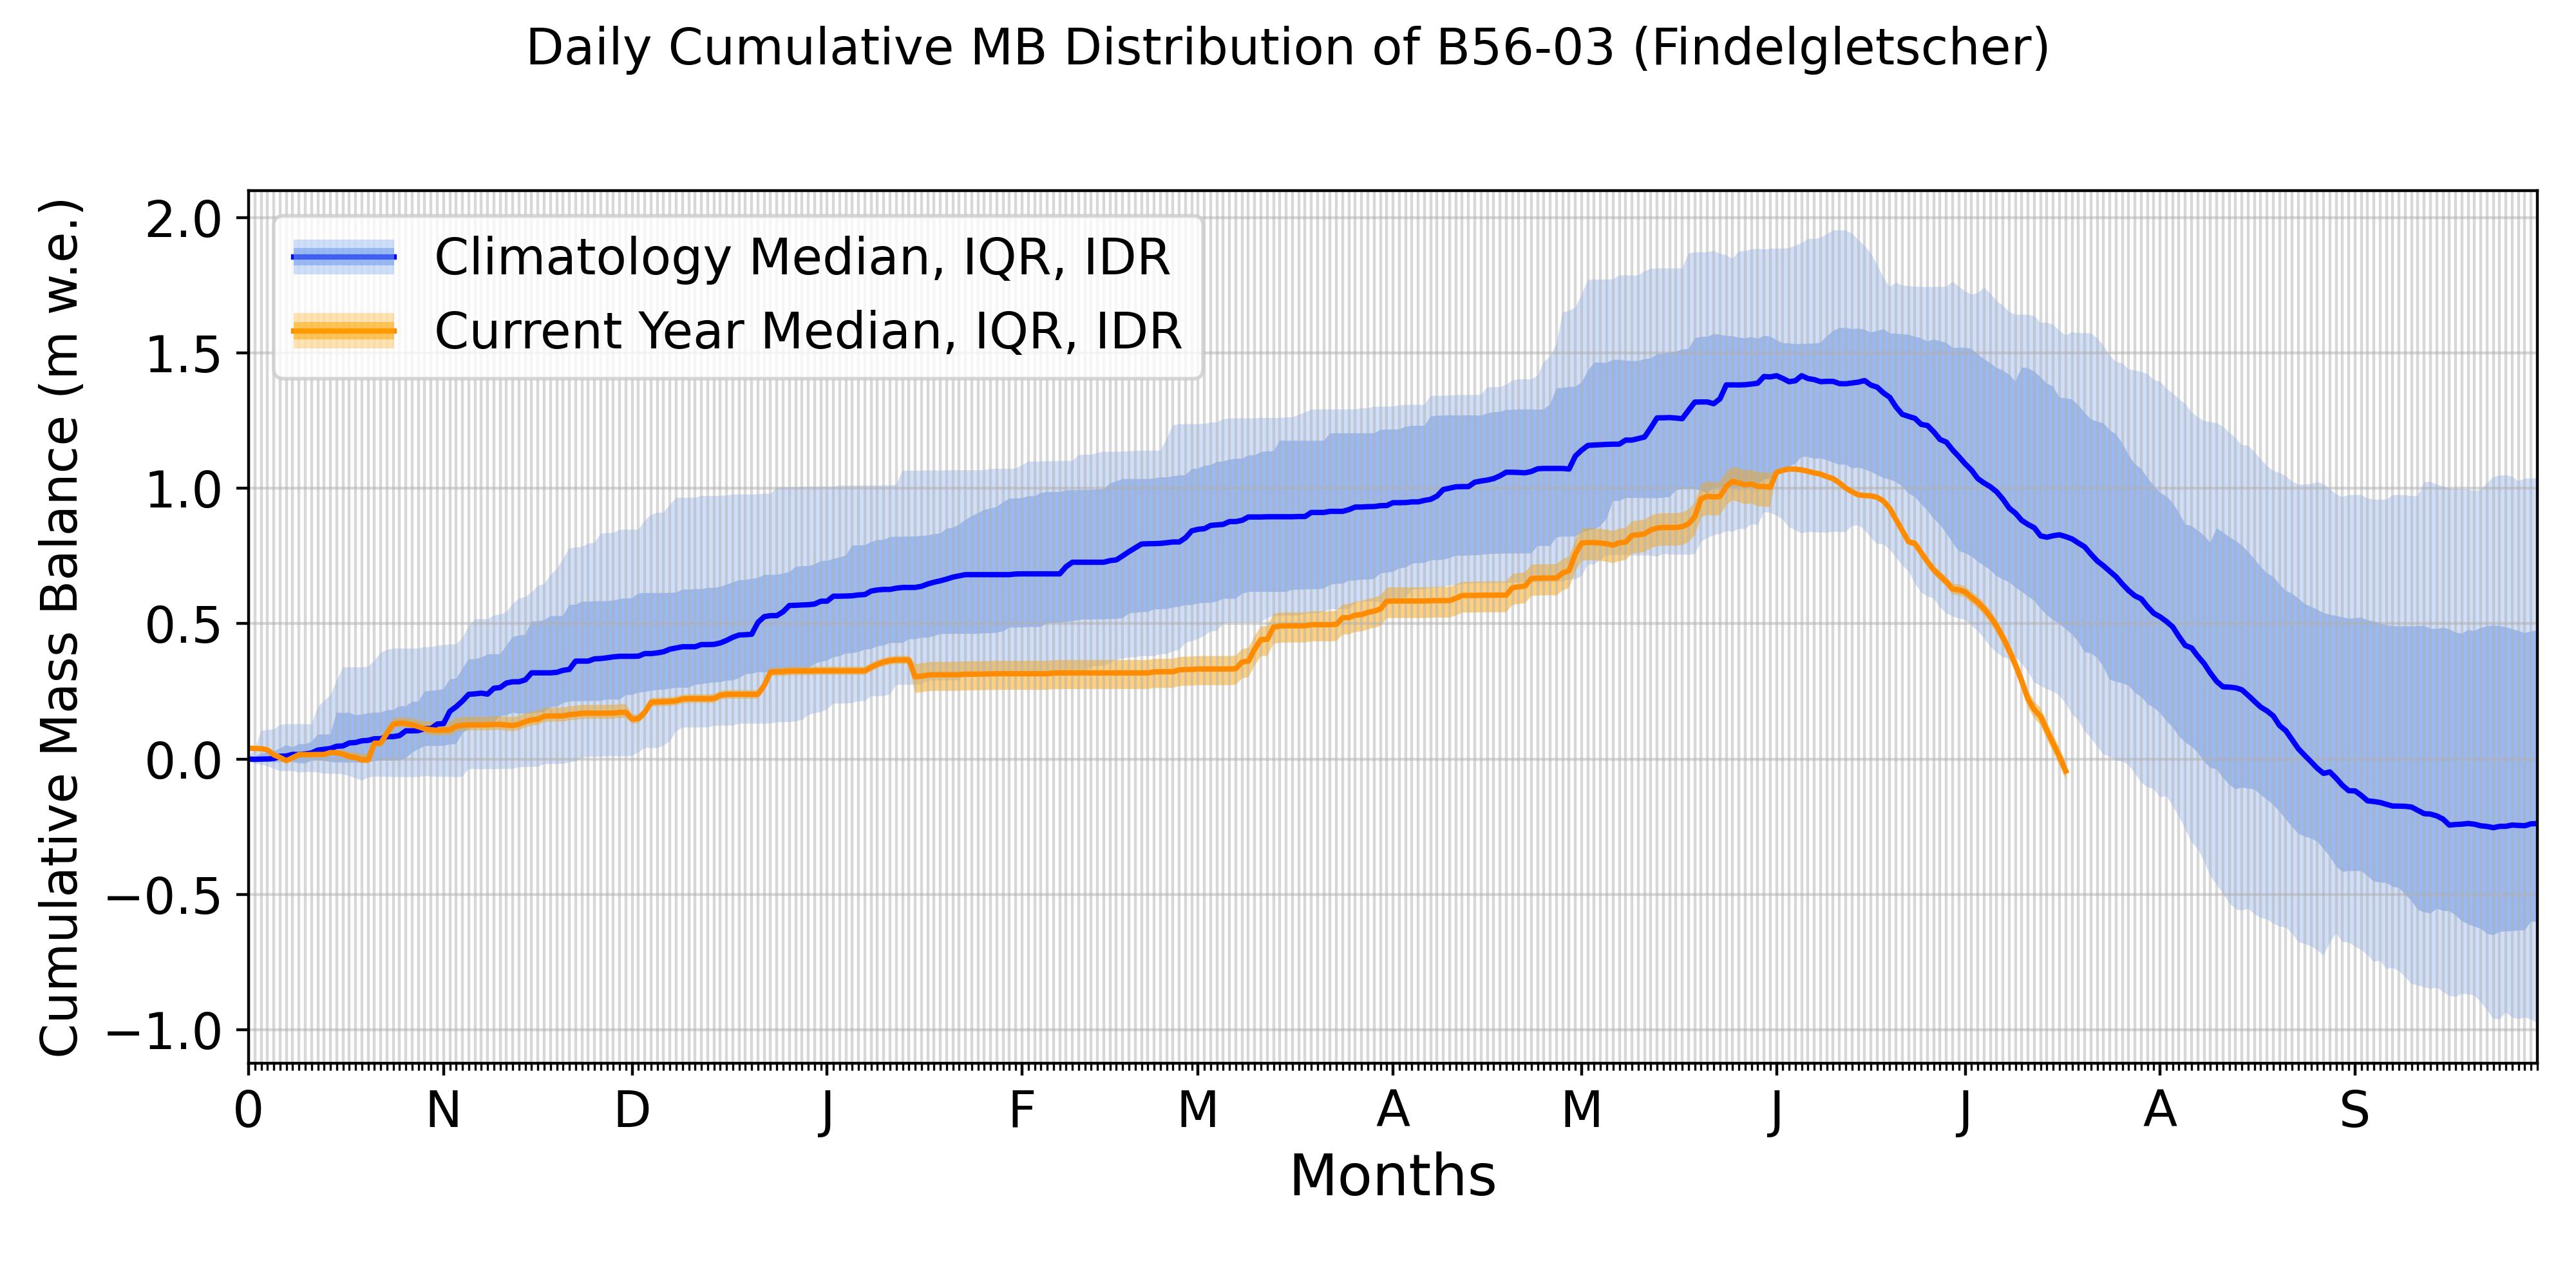 Daily Cumulative MB Distribution of B56-03 (Findelgletscher)
Cumulative Mass Balance (m w.e.)
2.0
1.5
1.0
0.5
0.0
−0.5
−1.0
Climatology Median, IQR, IDR
Current Year Median, IQR, IDR
0 N D J F M A M J J A S
Months